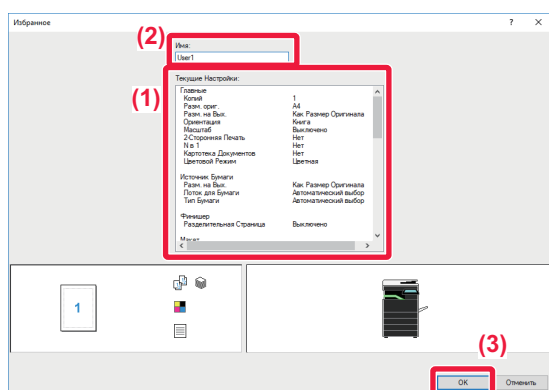 Избранное ? ×
(2)
Имя:
User1
(1)
Текущие Настройки:
Главные
Копий 1
Разм. ориг. A4
Разм. на Вых. Как Размер Оригинала
Ориентация Книга
Масштаб Выключено
2-Сторонняя Печать Нет
N в 1 Нет
Картотека Документов Нет
Цветовой Режим Цветная
Источник Бумаги
Разм. на Вых. Как Размер Оригинала
Поток для Бумаги Автоматический выбор
Тип Бумаги Автоматический выбор
Финишер
Разделительная Страница Выключено
Макет
1
(3)
OK Отменить